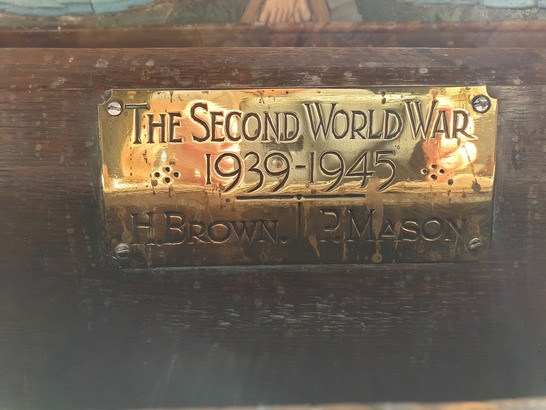 THE SECOND WORLD WAR
1939-1945
H. BROWN. P. MASON